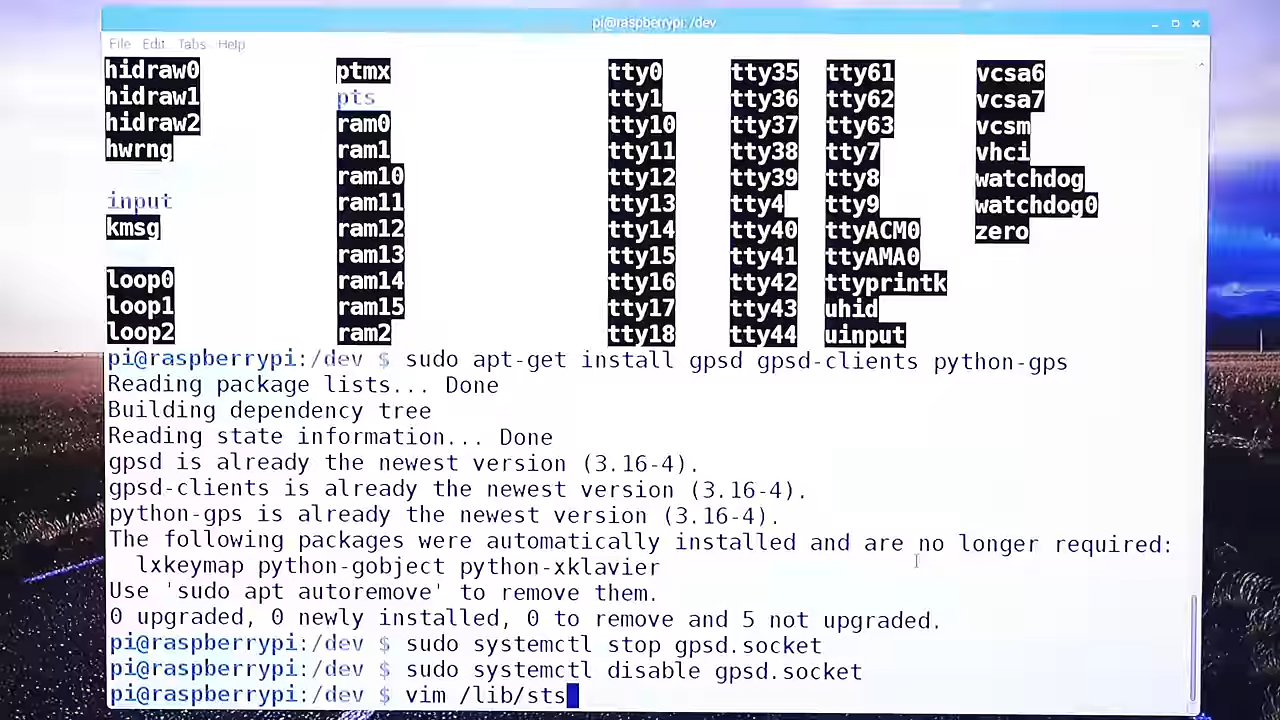 pi@raspberrypi: /dev
File Edit Tabs Help
hidraw0 ptmx tty0 tty35 tty61 vcsa6
hidraw1 pts tty1 tty36 tty62 vcsa7
hidraw2 ram0 tty10 tty37 tty63 vcsm
hwrng ram1 tty11 tty38 tty7 vhci
ram10 tty12 tty39 tty8 watchdog
input ram11 tty13 tty4 tty9 watchdog0
kmsg ram12 tty14 tty40 ttyACM0 zero
ram13 tty15 tty41 ttyAMA0
loop0 ram14 tty16 tty42 ttyprintk
loop1 ram15 tty17 tty43 uhid
loop2 ram2 tty18 tty44 uinput
pi@raspberrypi:/dev $ sudo apt-get install gpsd gpsd-clients python-gps
Reading package lists... Done
Building dependency tree
Reading state information... Done
gpsd is already the newest version (3.16-4).
gpsd-clients is already the newest version (3.16-4).
python-gps is already the newest version (3.16-4).
The following packages were automatically installed and are no longer required:
lxkeymap python-gobject python-xklavier
Use 'sudo apt autoremove' to remove them.
0 upgraded, 0 newly installed, 0 to remove and 5 not upgraded.
pi@raspberrypi:/dev $ sudo systemctl stop gpsd.socket
pi@raspberrypi:/dev $ sudo systemctl disable gpsd.socket
pi@raspberrypi:/dev $ vim /lib/sts